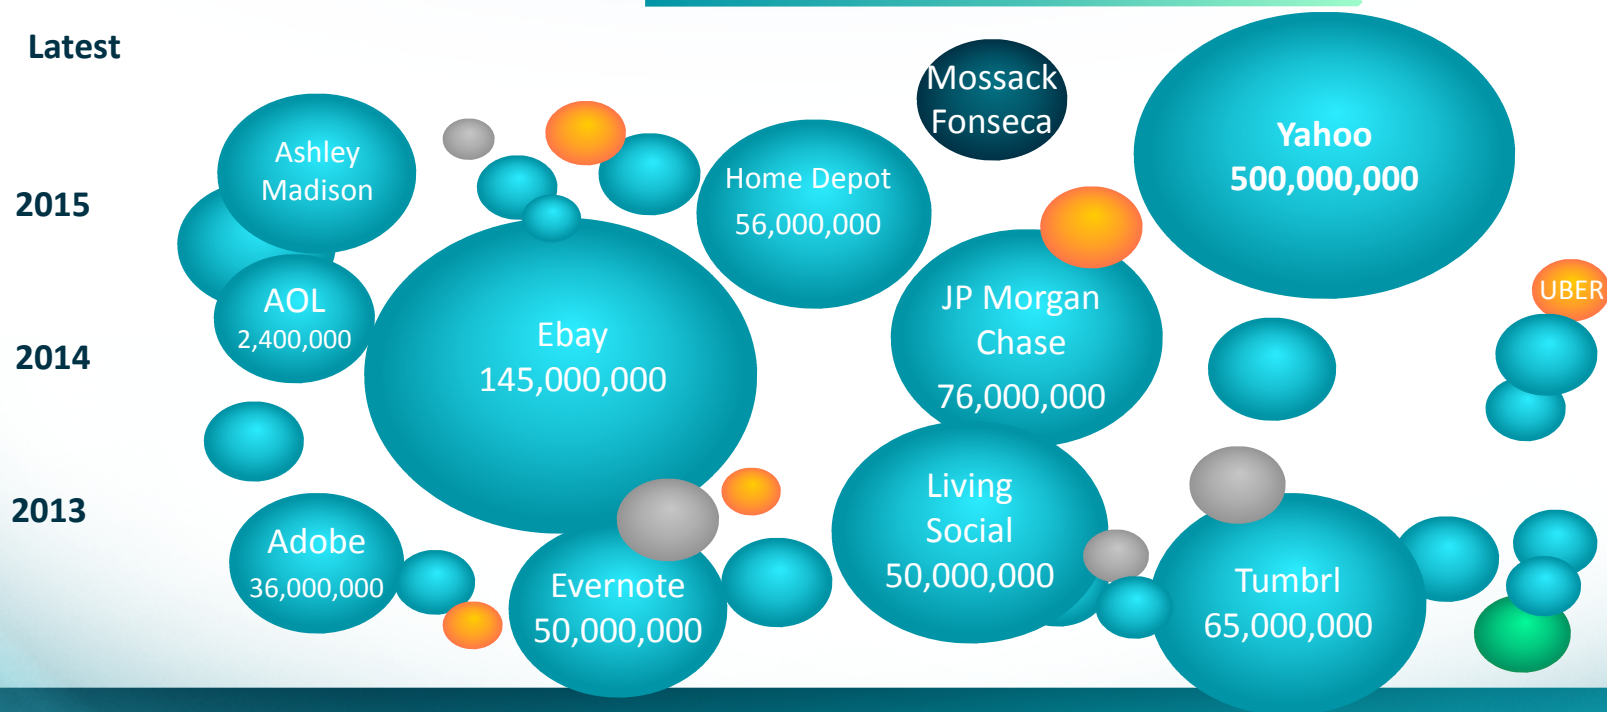 Latest
Mossack
Fonseca
Yahoo
500,000,000
Ashley
Madison
Home Depot
56,000,000
2015
AOL
2,400,000
JP Morgan
Chase
76,000,000
UBER
Ebay
145,000,000
2014
Living
Social
50,000,000
2013
Adobe
36,000,000
Evernote
50,000,000
Tumbrl
65,000,000